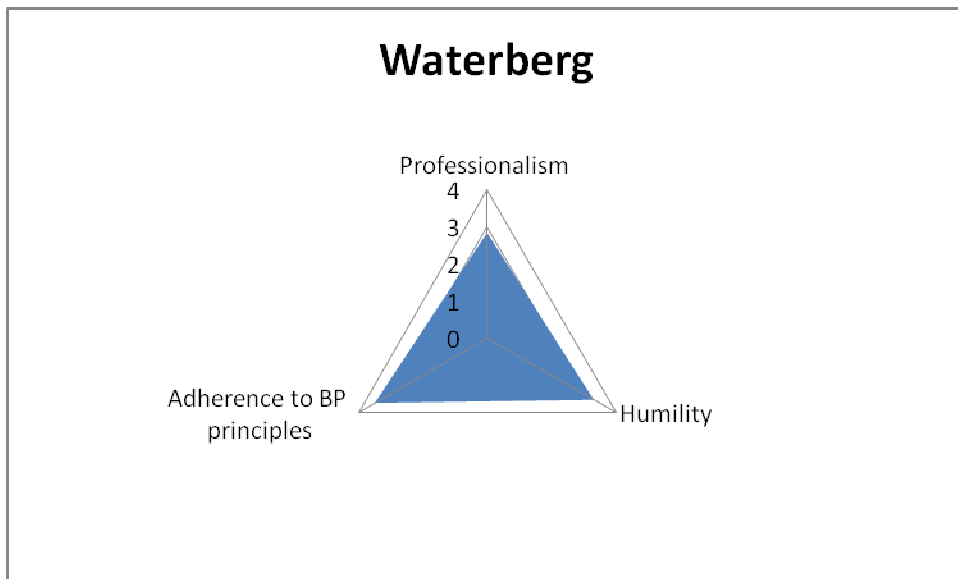 Waterberg
Professionalism
4
3
2
1
0
Adherence to BP
principles
Humility